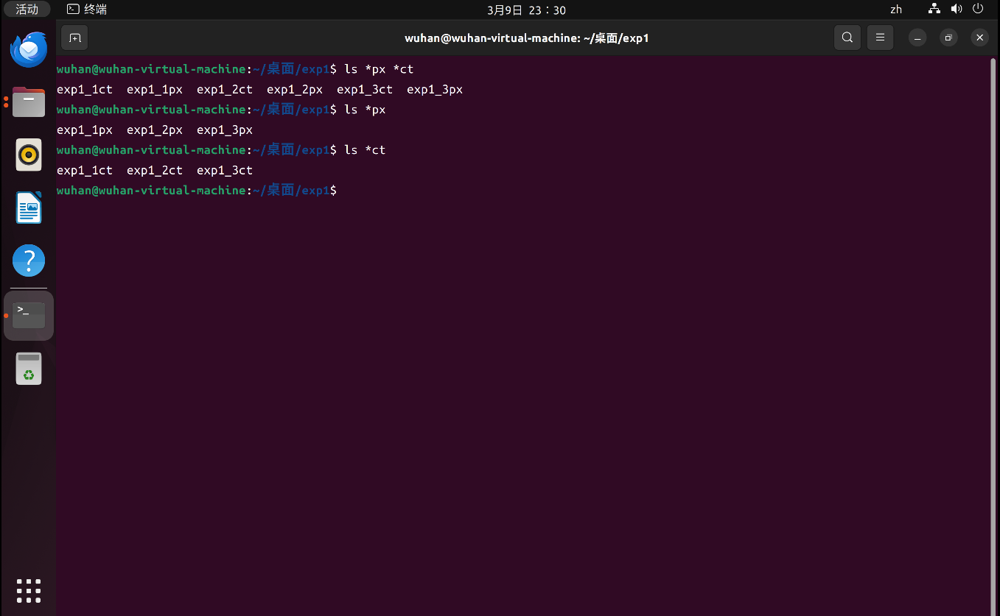 活动 终端 3月9日 23：30 zh
wuhan@wuhan-virtual-machine: ~/桌面/exp1
wuhan@wuhan-virtual-machine:~/桌面/exp1$ ls *px *ct
exp1_1ct  exp1_1px  exp1_2ct  exp1_2px  exp1_3ct  exp1_3px
wuhan@wuhan-virtual-machine:~/桌面/exp1$ ls *px
exp1_1px  exp1_2px  exp1_3px
wuhan@wuhan-virtual-machine:~/桌面/exp1$ ls *ct
exp1_1ct  exp1_2ct  exp1_3ct
wuhan@wuhan-virtual-machine:~/桌面/exp1$